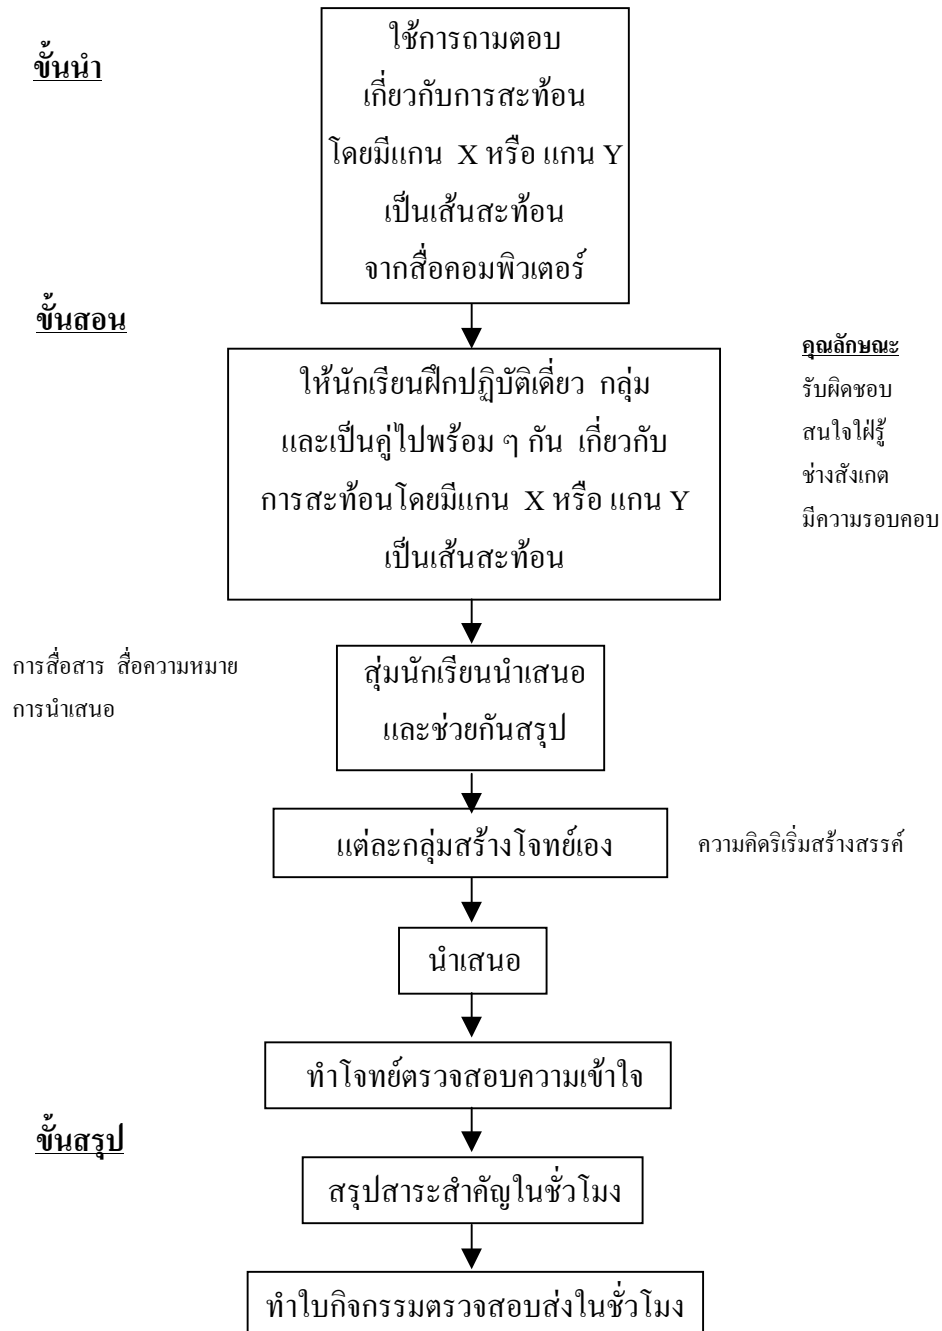 ขั้นนำ
ใช้การถามตอบ
เกี่ยวกับการสะท้อน
โดยมีแกน X หรือ แกน Y
เป็นเส้นสะท้อน
จากสื่อคอมพิวเตอร์
ขั้นสอน
ให้นักเรียนฝึกปฏิบัติเดี่ยว กลุ่ม
และเป็นคู่ไปพร้อม ๆ กัน เกี่ยวกับ
การสะท้อนโดยมีแกน X หรือ แกน Y
เป็นเส้นสะท้อน
คุณลักษณะ
รับผิดชอบ
สนใจใฝ่รู้
ช่างสังเกต
มีความรอบคอบ
การสื่อสาร สื่อความหมาย
การนำเสนอ
สุ่มนักเรียนนำเสนอ
และช่วยกันสรุป
แต่ละกลุ่มสร้างโจทย์เอง
ความคิดริเริ่มสร้างสรรค์
นำเสนอ
ทำโจทย์ตรวจสอบความเข้าใจ
ขั้นสรุป
สรุปสาระสำคัญในชั่วโมง
ทำใบกิจกรรมตรวจสอบส่งในชั่วโมง